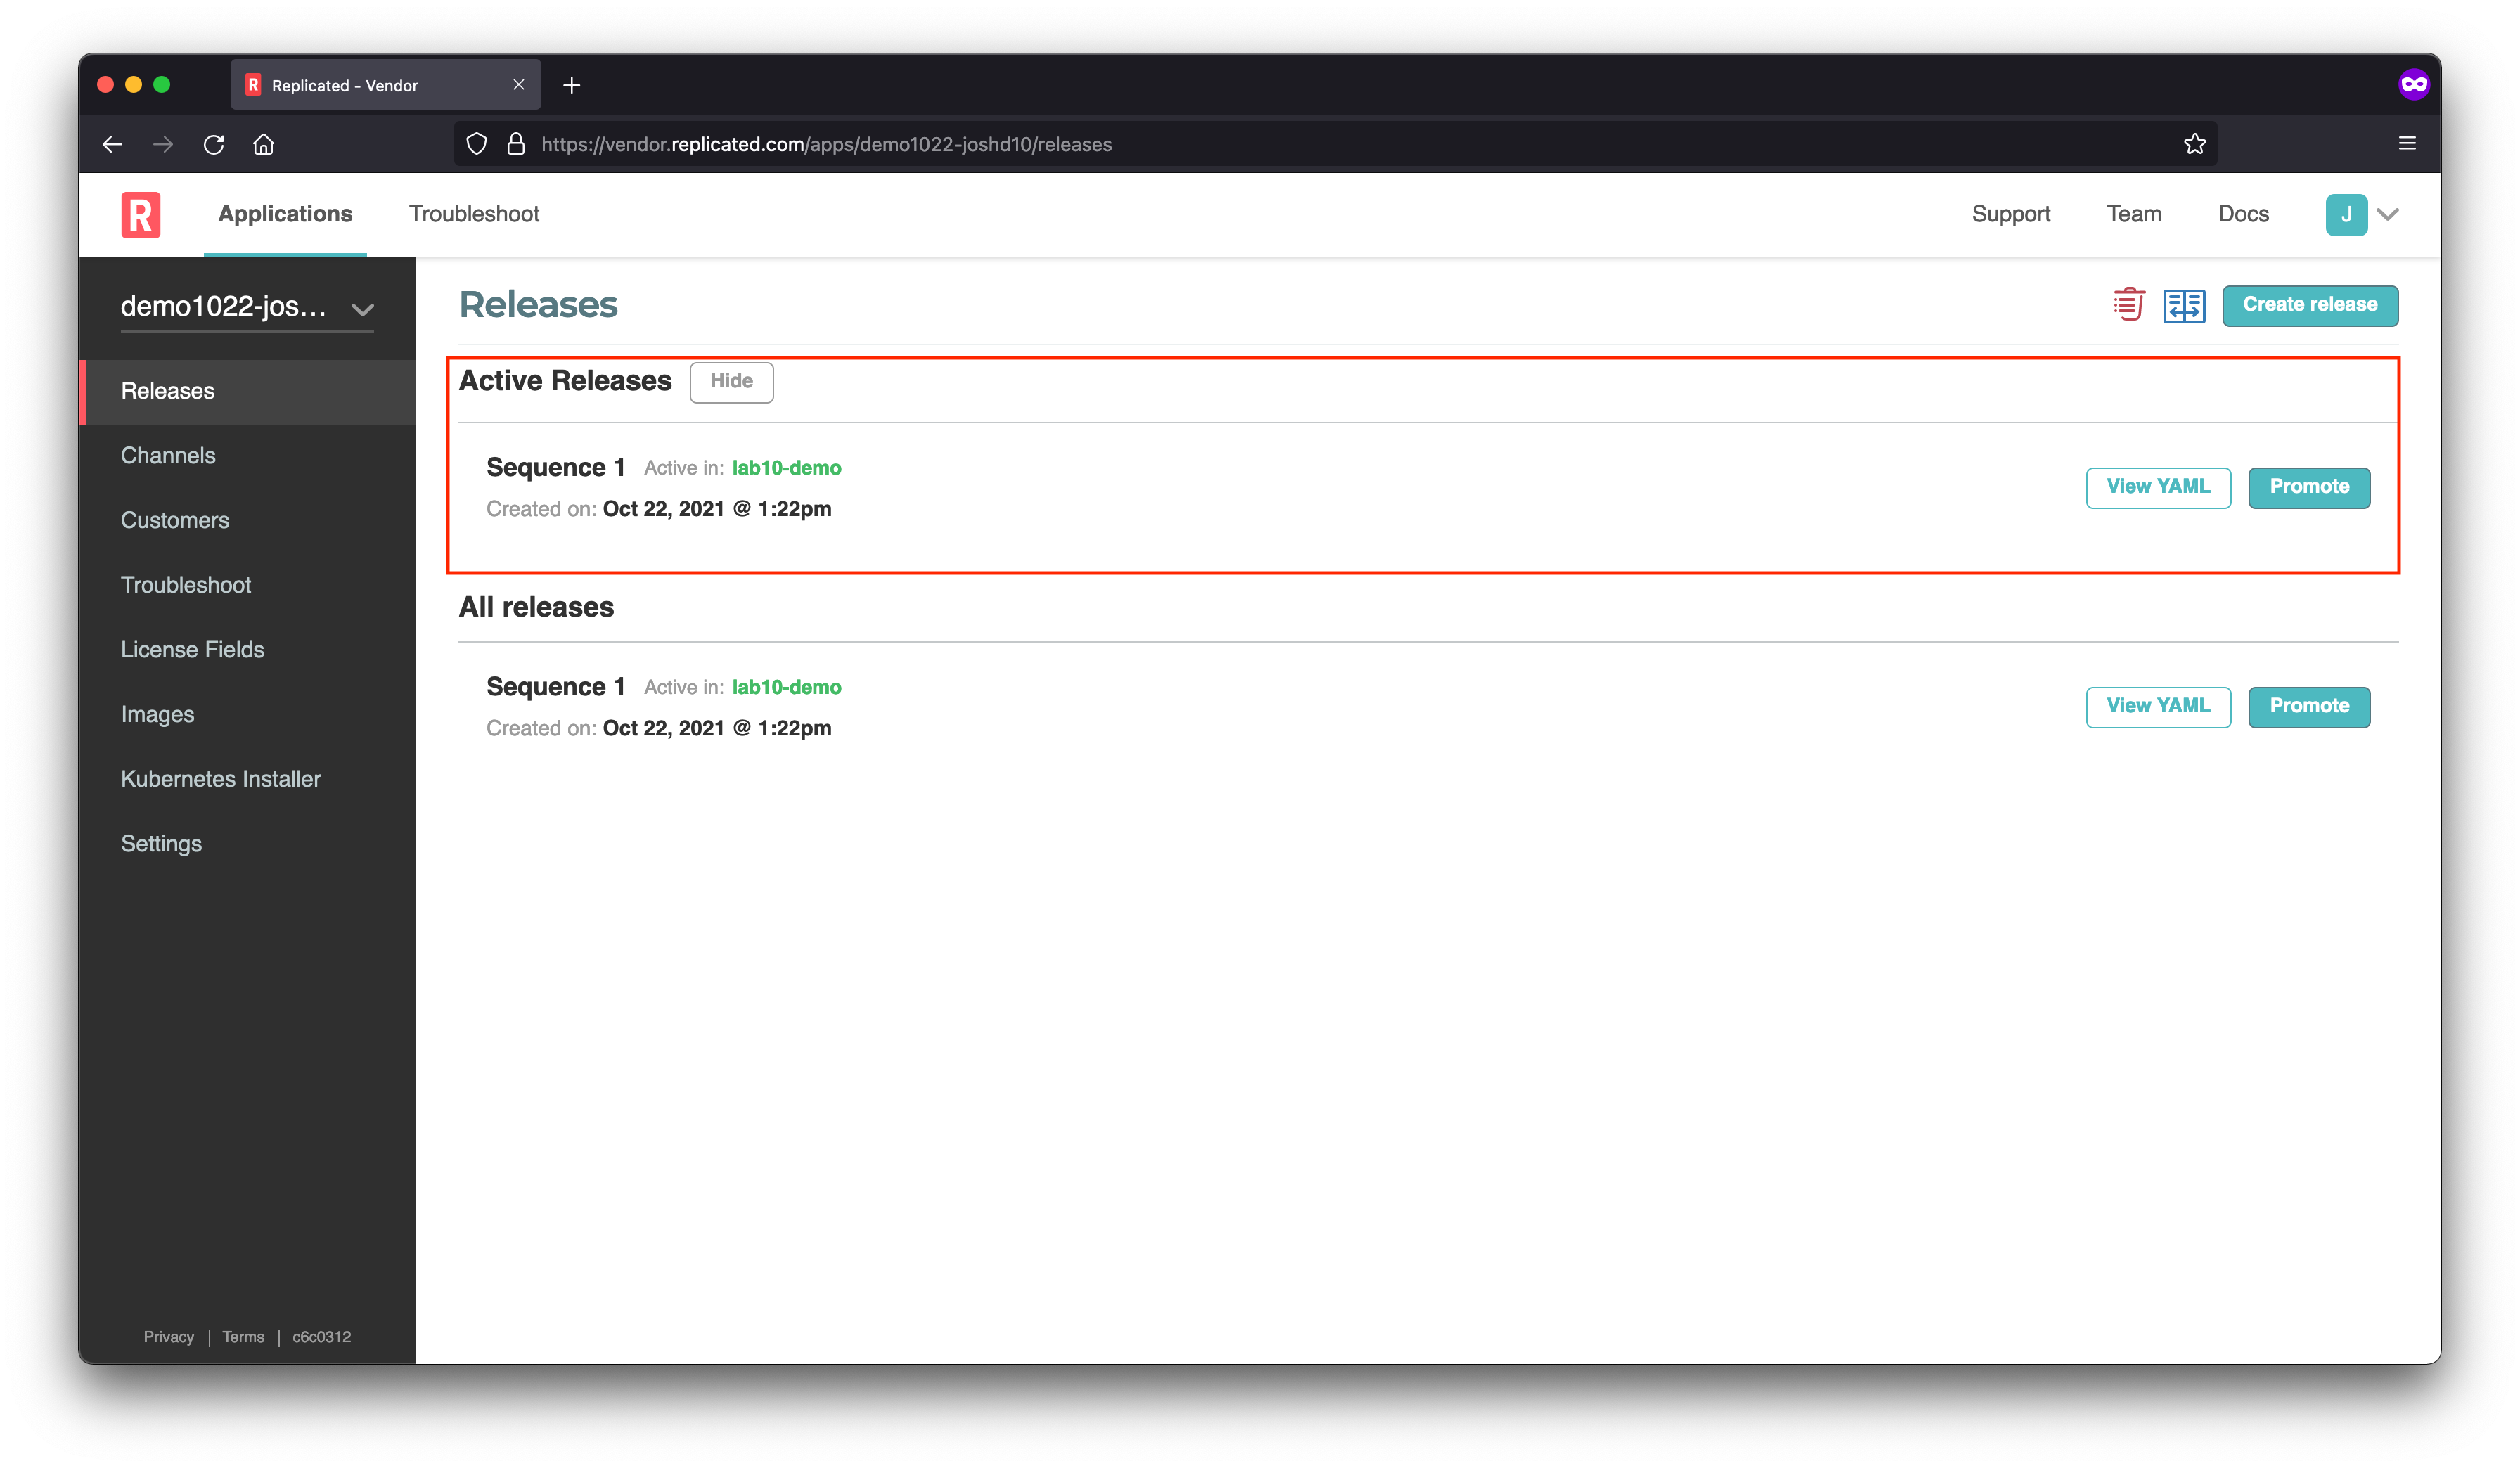 R Replicated - Vendor
https://vendor.replicated.com/apps/demo1022-joshd10/releases
R Applications Troubleshoot Support Team Docs J
demo1022-jos...
Releases
Channels
Customers
Troubleshoot
License Fields
Images
Kubernetes Installer
Settings
Privacy | Terms | c6c0312
Releases Create release
Active Releases Hide
Sequence 1 Active in: lab10-demo
Created on: Oct 22, 2021 @ 1:22pm
View YAML Promote
All releases
Sequence 1 Active in: lab10-demo
Created on: Oct 22, 2021 @ 1:22pm
View YAML Promote